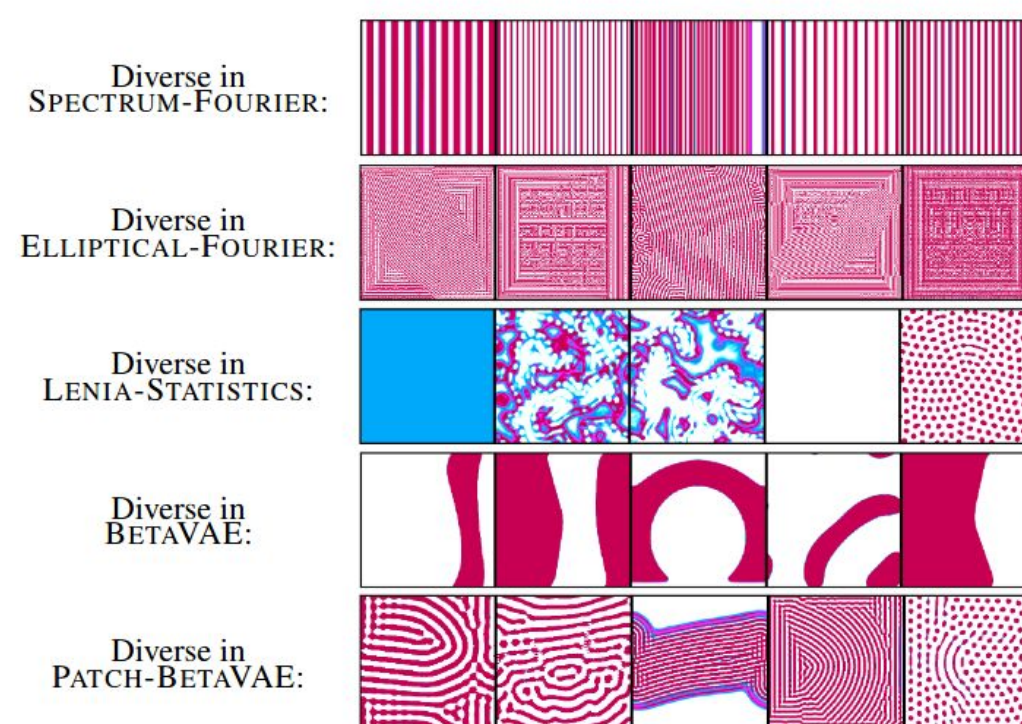 Diverse in
SPECTRUM-FOURIER:
Diverse in
ELLIPTICAL-FOURIER:
Diverse in
LENIA-STATISTICS:
Diverse in
BETAVAE:
Diverse in
PATCH-BETAVAE: